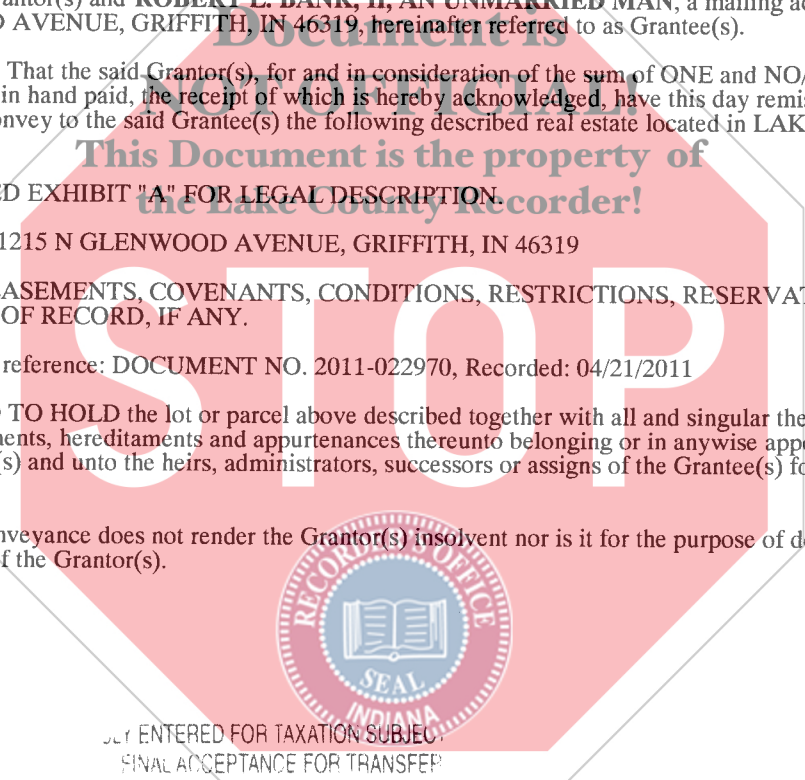 and ROBERT L. BANK, II, AN UNMARRIED MAN, a mailing
AVENUE, GRIFFITH, IN 46319, hereinafter referred to as Grantee(s).
Document is
That the said Grantor(s), for and in consideration of the sum of ONE and NO/
in hand paid, the receipt of which is hereby acknowledged, have this day
NOT OFFICIAL!
to the said Grantee(s) the following described real estate located in LAK
This Document is the property of
EXHIBIT "A" FOR LEGAL DESCRIPTION.
the Lake County Recorder!
1215 N GLENWOOD AVENUE, GRIFFITH, IN 46319
STOP
ASEMENTS, COVENANTS, CONDITIONS, RESTRICTIONS, RESERVAT
OF RECORD, IF ANY.
reference: DOCUMENT NO. 2011-022970, Recorded: 04/21/2011
TO HOLD the lot or parcel above described together with all and singular the
ents, hereditaments and appurtenances thereunto belonging or in anywise
(s) and unto the heirs, administrators, successors or assigns of the Grantee(s)
nveyance does not render the Grantor(s) insolvent nor is it for the purpose of
f the Grantor(s).
RECORDER'S OFFICE
SEAL
INDIANA
ENTERED FOR TAXATION SUBJEC
FINAL ACCEPTANCE FOR TRANSFER